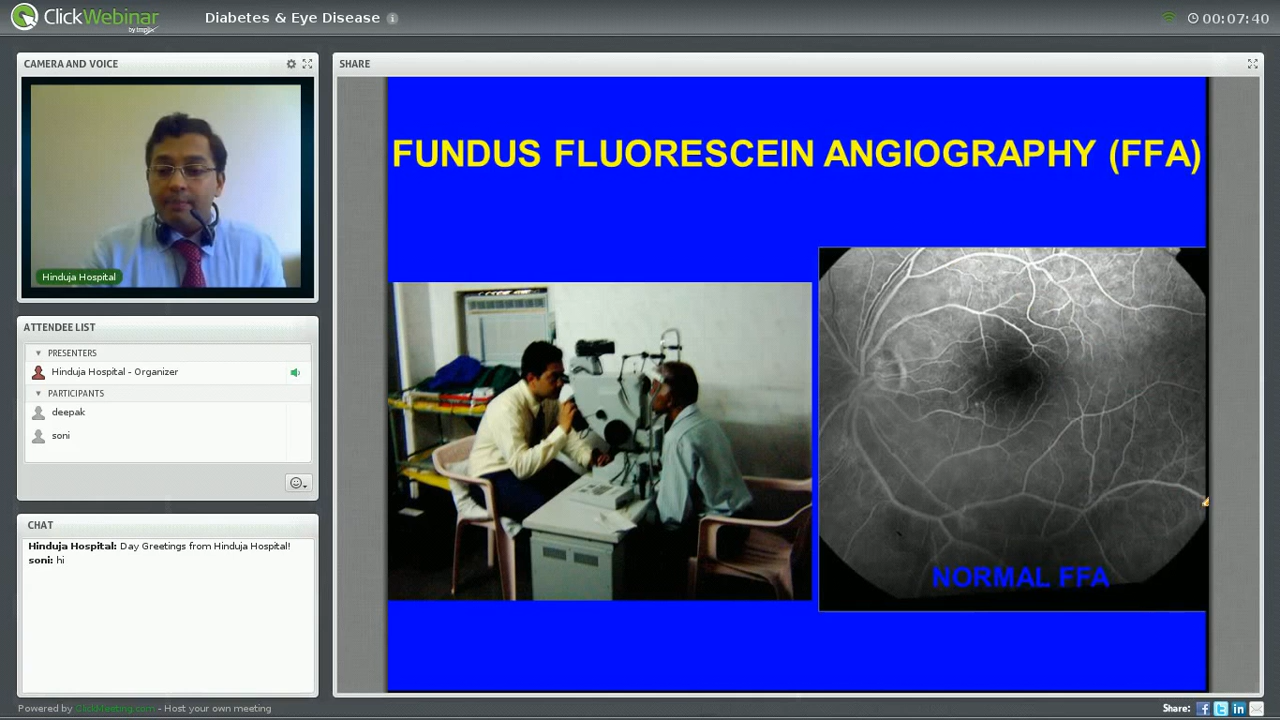 ClickWebinar
by Implix
Diabetes & Eye Disease
00:07:40
CAMERA AND VOICE
Hinduja Hospital
ATTENDEE LIST
PRESENTERS
Hinduja Hospital - Organizer
PARTICIPANTS
deepak
soni
CHAT
Hinduja Hospital: Day Greetings from Hinduja Hospital!
soni: hi
SHARE
FUNDUS FLUORESCEIN ANGIOGRAPHY (FFA)
NORMAL FFA
Powered by ClickMeeting.com - Host your own meeting
Share: